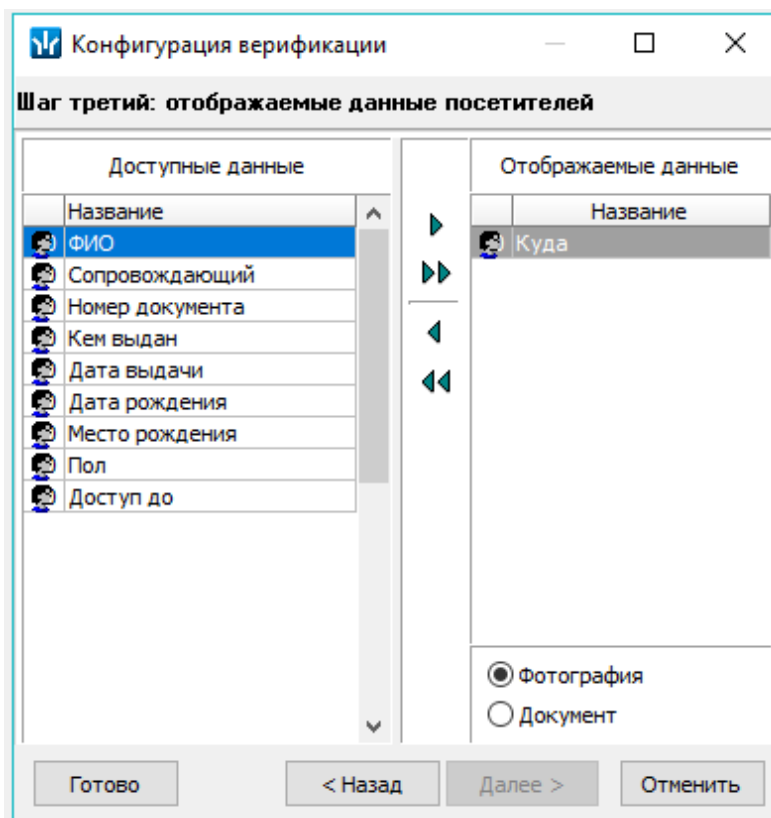 Конфигурация верификации
Шаг третий: отображаемые данные посетителей
Доступные данные
Название
ФИО
Сопровождающий
Номер документа
Кем выдан
Дата выдачи
Дата рождения
Место рождения
Пол
Доступ до
Отображаемые данные
Название
Куда
Фотография
Документ
Готово
< Назад
Далее >
Отменить